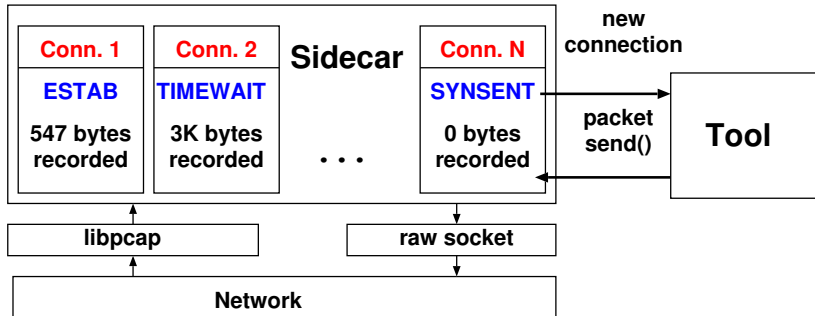 new
connection
Sidecar
Conn. 1
ESTAB
547 bytes
recorded
Conn. 2
TIMEWAIT
3K bytes
recorded
. . .
Conn. N
SYNSENT
0 bytes
recorded
packet
send()
Tool
libpcap
raw socket
Network